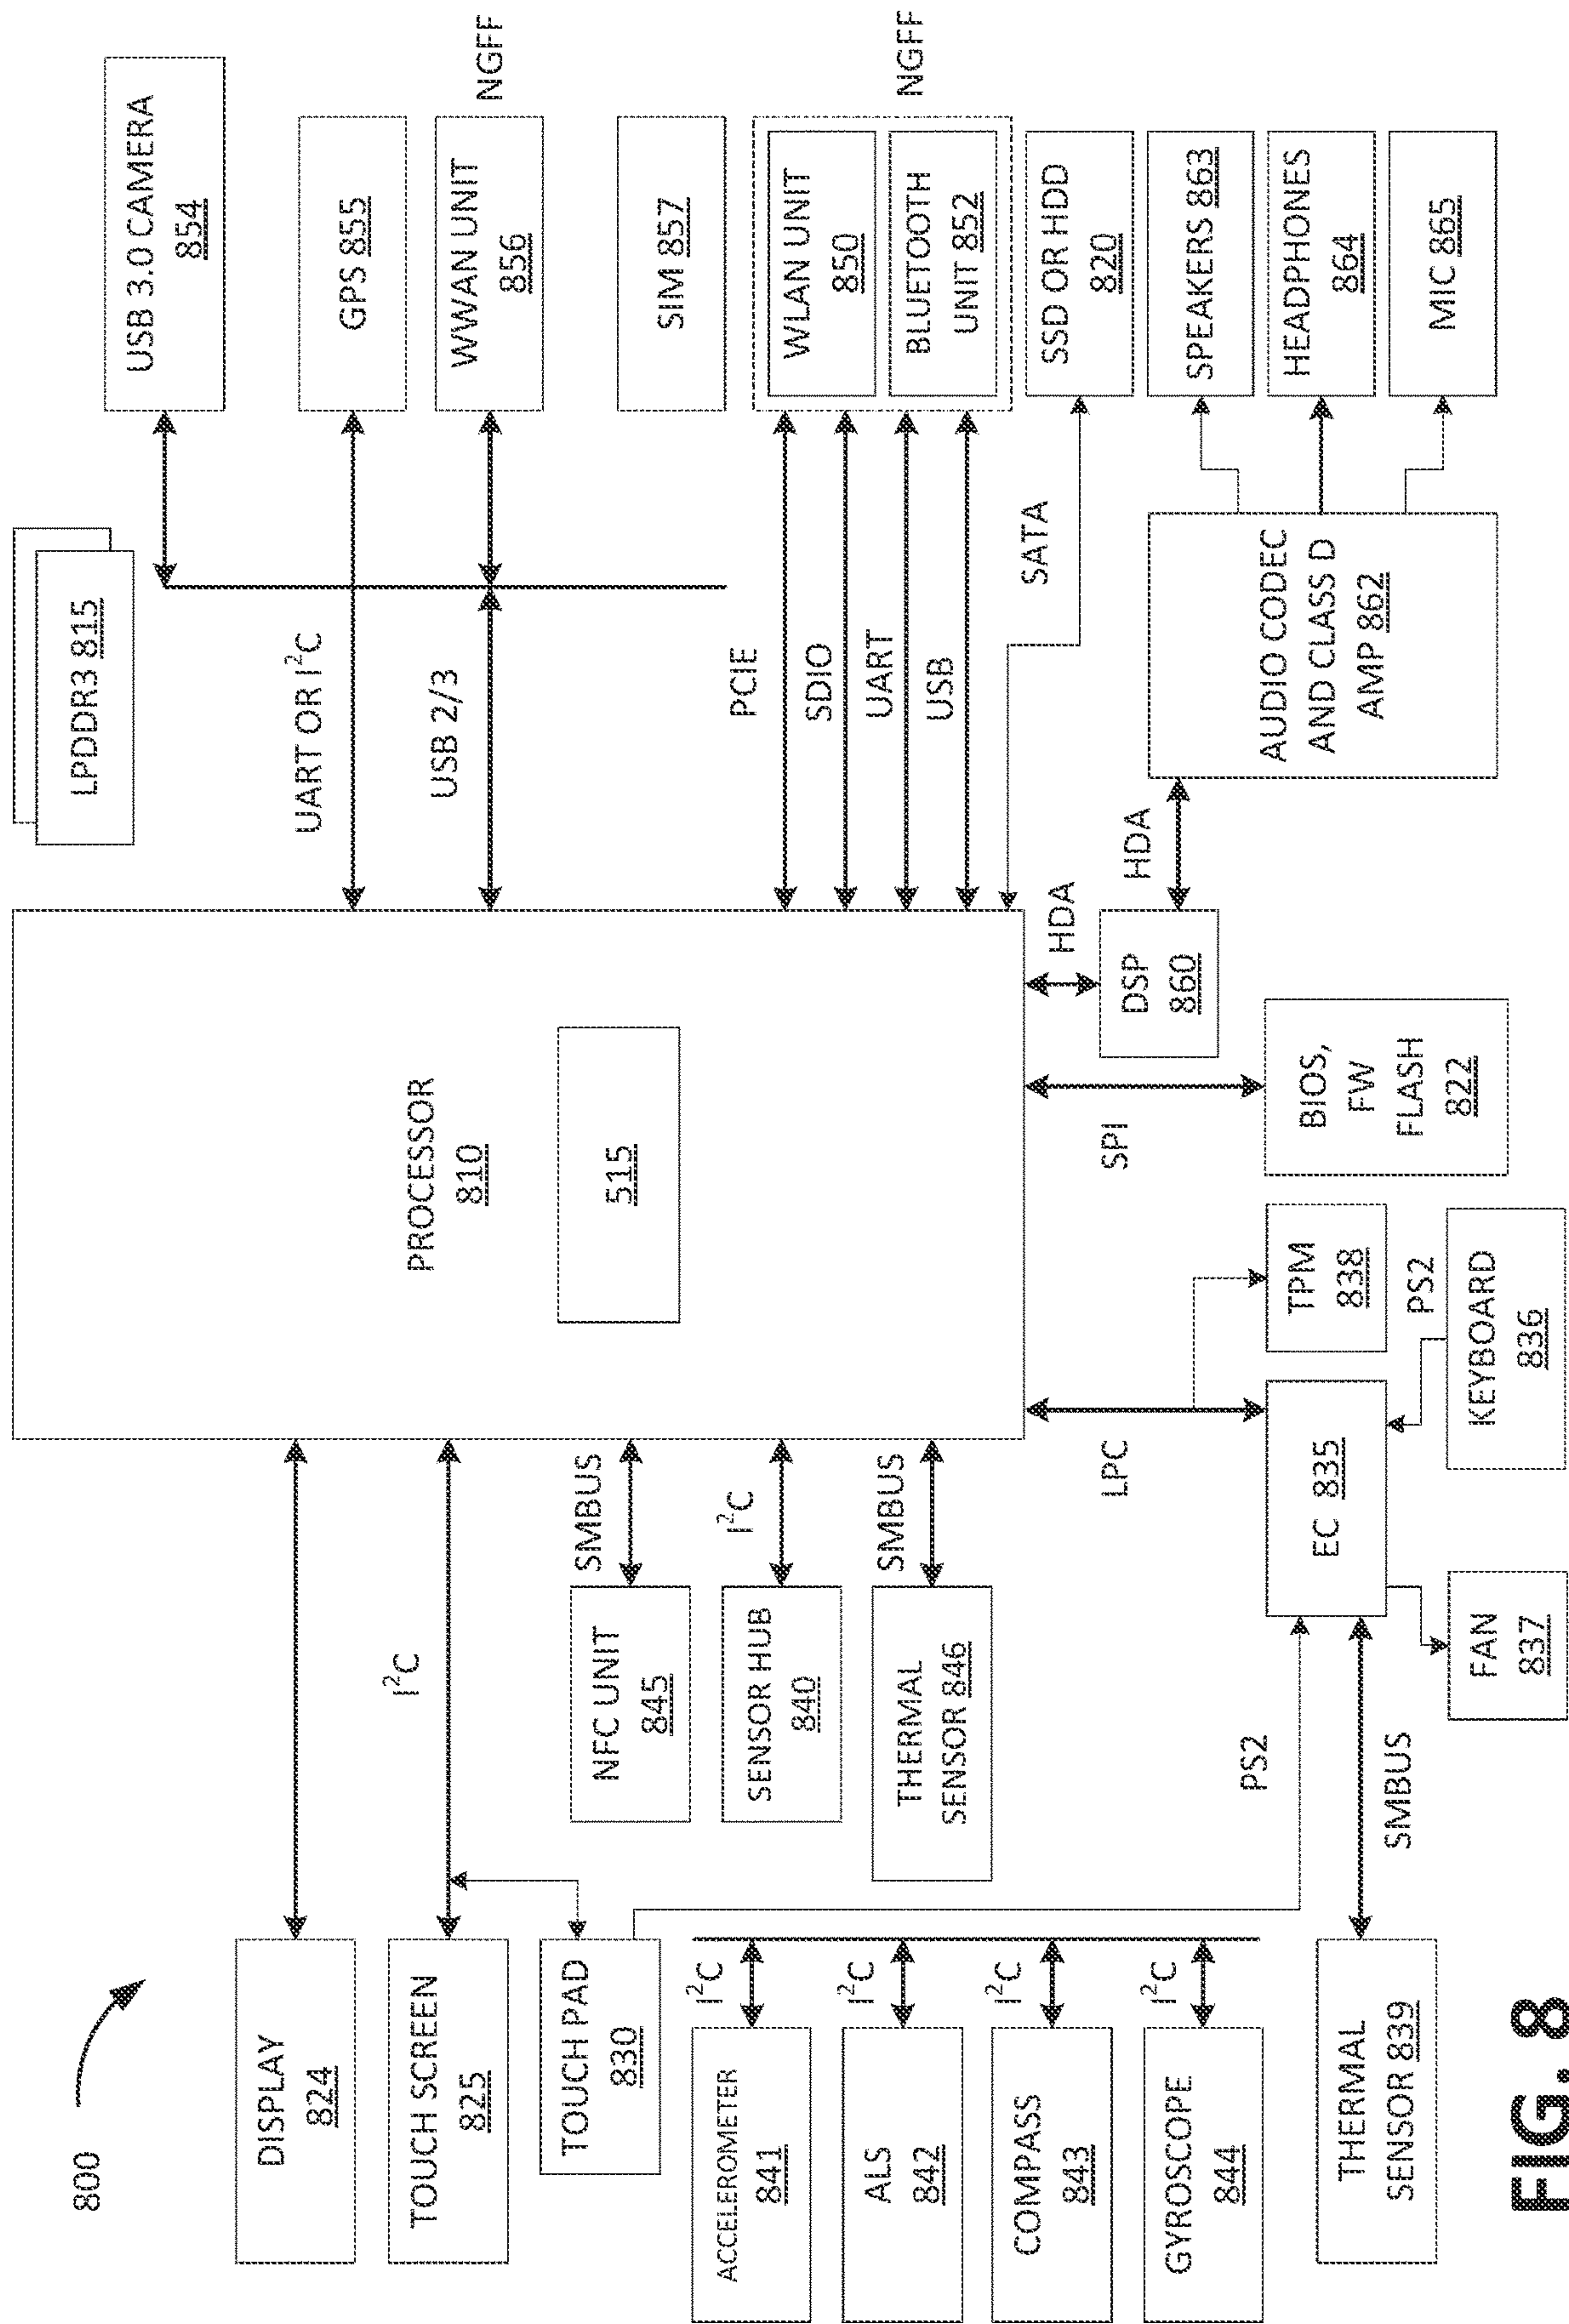 800
DISPLAY
824
TOUCH SCREEN
825
TOUCH PAD
830
ACCELEROMETER
841
ALS
842
COMPASS
843
GYROSCOPE
844
THERMAL
SENSOR 839
I²C
I²C
I²C
I²C
I²C
SMBUS
NFC UNIT
845
I²C
SENSOR HUB
840
SMBUS
THERMAL
SENSOR 846
PS2
SMBUS
FAN
837
EC 835
LPC
TPM
838
PS2
KEYBOARD
836
PROCESSOR
810
515
SPI
BIOS,
FW
FLASH
822
HDA
DSP
860
HDA
AUDIO CODEC
AND CLASS D
AMP 862
LPDDR3 815
UART OR I²C
USB 2/3
PCIE
SDIO
UART
USB
SATA
USB 3.0 CAMERA
854
GPS 855
WWAN UNIT
856
NGFF
SIM 857
WLAN UNIT
850
BLUETOOTH
UNIT 852
NGFF
SSD OR HDD
820
SPEAKERS 863
HEADPHONES
864
MIC 865
FIG. 8